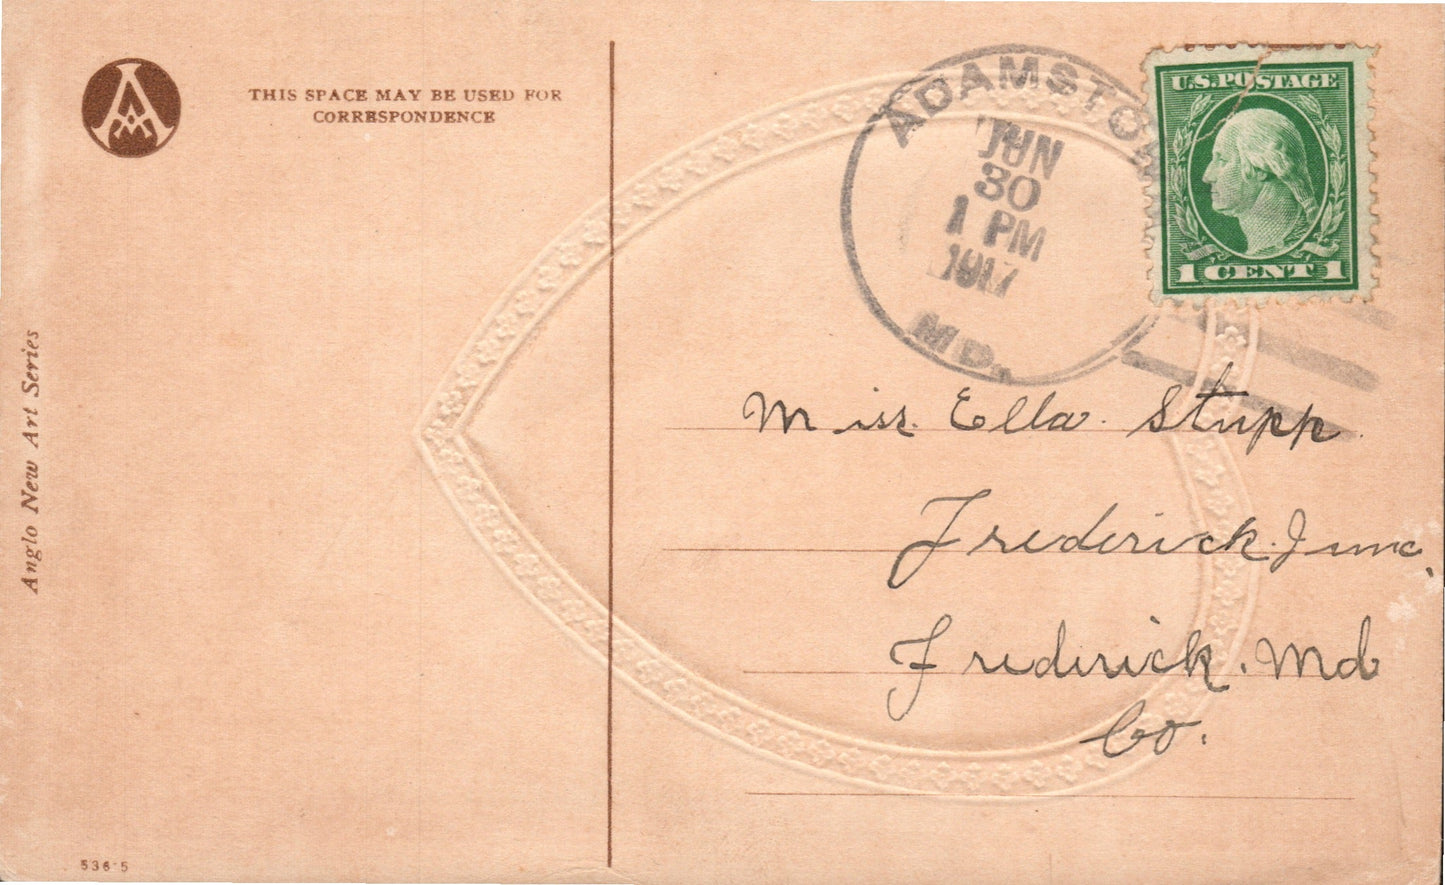 THIS SPACE MAY BE USED FOR
CORRESPONDENCE
Anglo New Art Series
536-5
ADAMSTO
JUN
30
1 PM
1917
MD.
U.S. POSTAGE
1 CENT 1
Miss. Ella. Stupp.
Frederick. Junc,
Frederick. Md
Co.